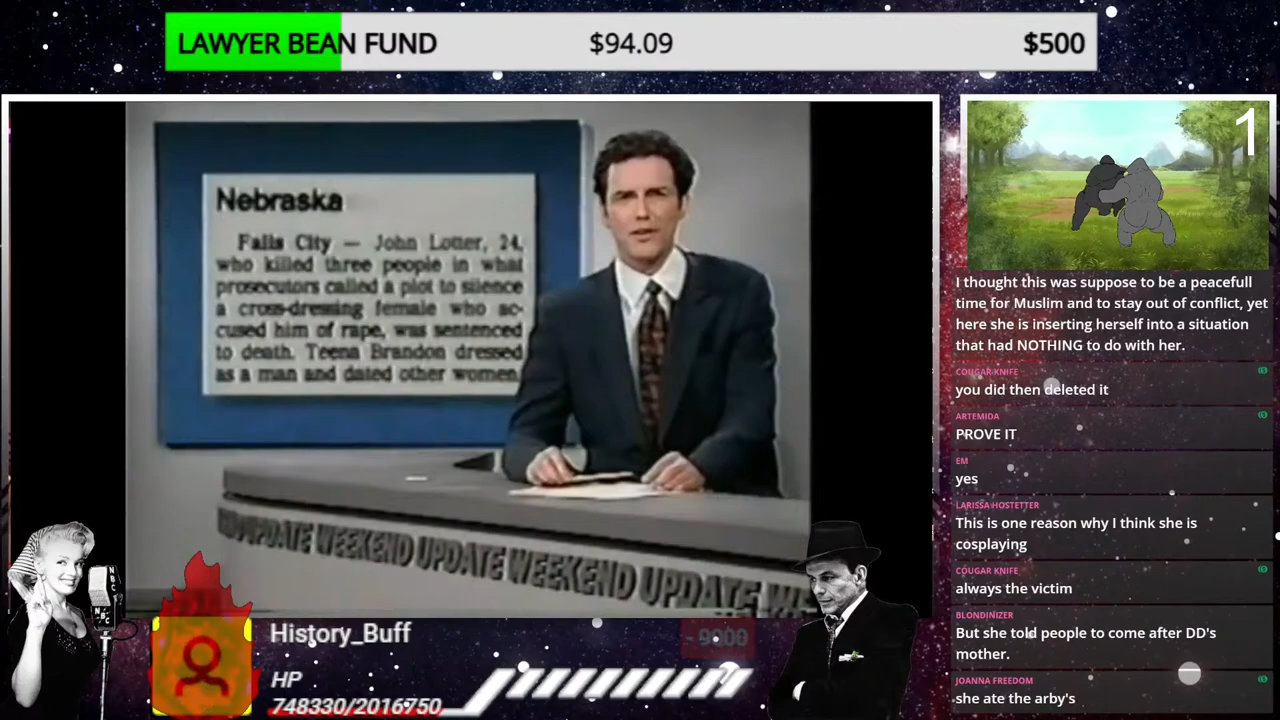 LAWYER BEAN FUND $94.09 $500
Nebraska
Falls City — John Lotter, 24,
who killed three people in what
prosecutors called a plot to silence
a cross-dressing female who ac-
cused him of rape, was sentenced
to death. Teena Brandon dressed
as a man and dated other women.
UPDATE WEEKEND UPDATE WEEKEND UPDATE WE
NBC
History_Buff
-9000
HP
748330/2016750
1
I thought this was suppose to be a peacefull
time for Muslim and to stay out of conflict, yet
here she is inserting herself into a situation
that had NOTHING to do with her.
COUGAR KNIFE
you did then deleted it
ARTEMIDA
PROVE IT
EM
yes
LARISSA HOSTETTER
This is one reason why I think she is
cosplaying
COUGAR KNIFE
always the victim
BLONDINIZER
But she told people to come after DD's
mother.
JOANNA FREEDOM
she ate the arby's